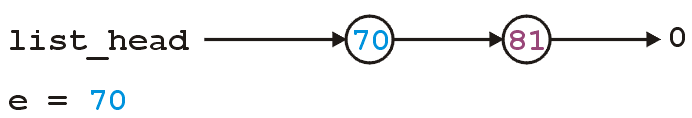 list_head 70 81 0
e = 70